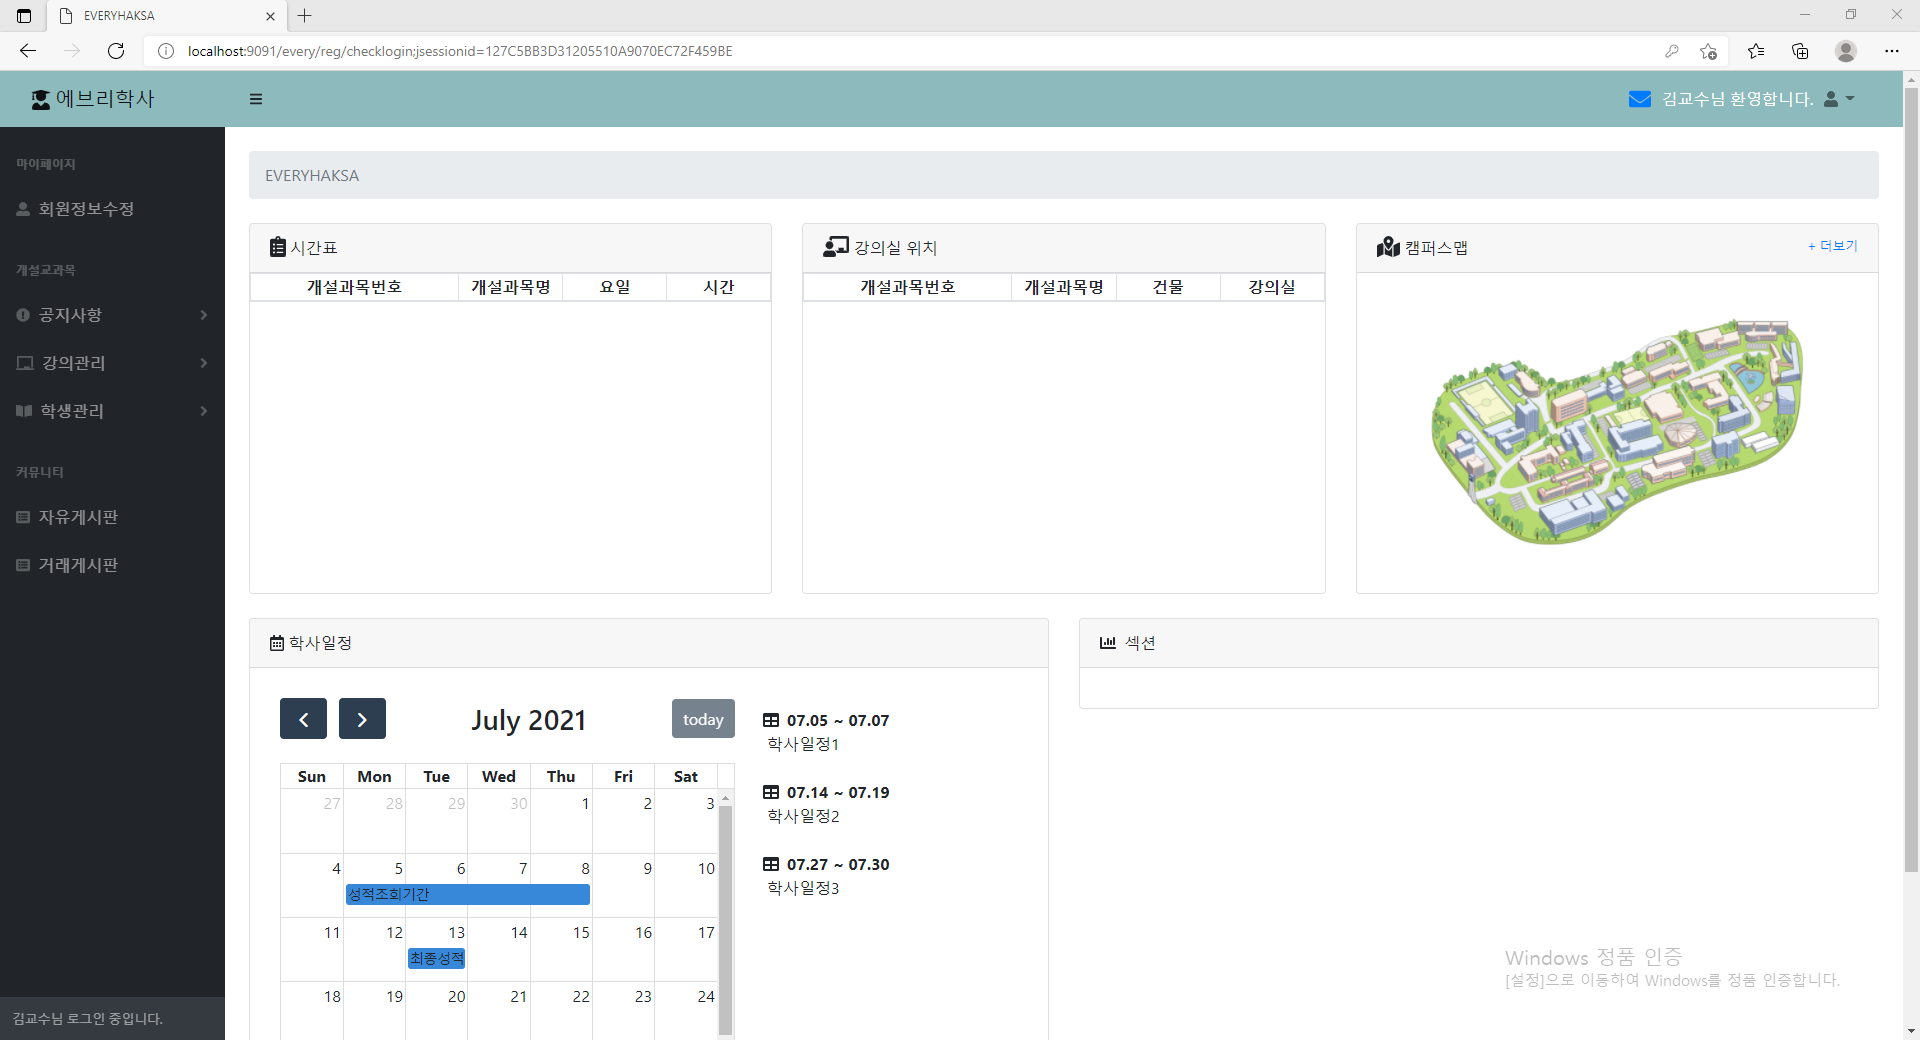 EVERYHAKSA
localhost:9091/every/reg/checklogin;jsessionid=127C5BB3D31205510A9070EC72F459BE
에브리학사
김교수님 환영합니다.
마이페이지
회원정보수정
개설교과목
공지사항
강의관리
학생관리
커뮤니티
자유게시판
거래게시판
김교수님 로그인 중입니다.
EVERYHAKSA
시간표
개설과목번호 개설과목명 요일 시간
강의실 위치
개설과목번호 개설과목명 건물 강의실
캠퍼스맵
+ 더보기
학사일정
July 2021
today
Sun Mon Tue Wed Thu Fri Sat
27 28 29 30 1 2 3
4 5 6 7 8 9 10
성적조회기간
11 12 13 14 15 16 17
최종성적
18 19 20 21 22 23 24
07.05 ~ 07.07
학사일정1
07.14 ~ 07.19
학사일정2
07.27 ~ 07.30
학사일정3
섹션
Windows 정품 인증
[설정]으로 이동하여 Windows를 정품 인증합니다.